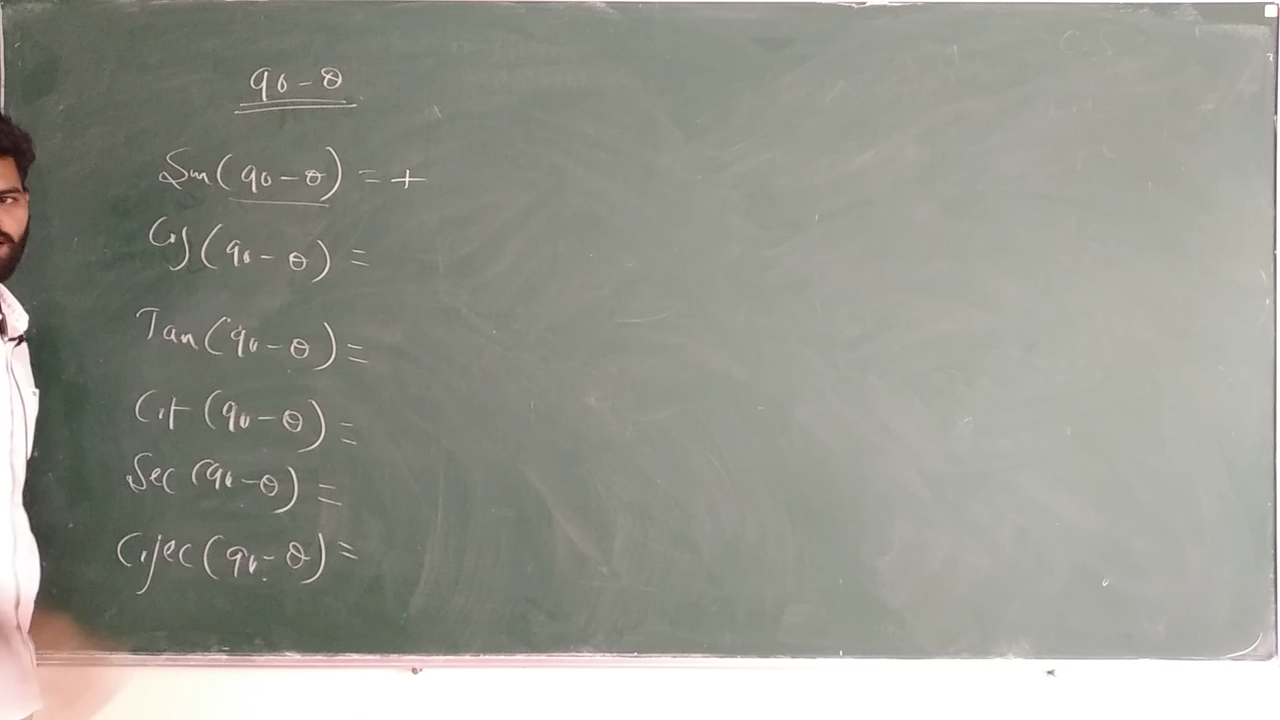 90-θ
Sin(90-θ)=+
Cos(90-θ)=
Tan(90-θ)=
Cot(90-θ)=
Sec(90-θ)=
Cosec(90-θ)=